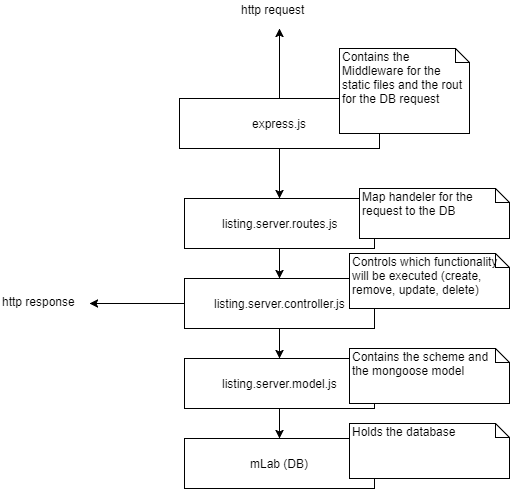 http request
Contains the
Middleware for the
static files and the rout
for the DB request
express.js
Map handeler for the
request to the DB
listing.server.routes.js
Controls which functionality
will be executed (create,
remove, update, delete)
http response
listing.server.controller.js
Contains the scheme and
the mongoose model
listing.server.model.js
Holds the database
mLab (DB)